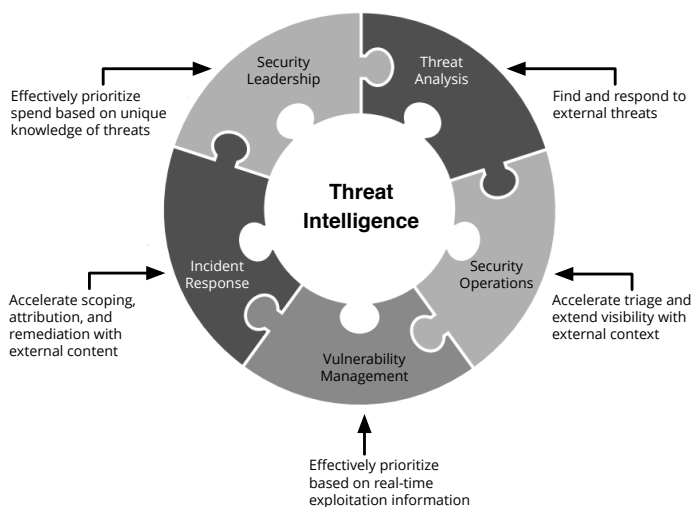 Security
Leadership
Threat
Analysis
Effectively prioritize
spend based on unique
knowledge of threats
Find and respond to
external threats
Threat
Intelligence
Incident
Response
Security
Operations
Accelerate scoping,
attribution, and
remediation with
external content
Accelerate triage and
extend visibility with
external context
Vulnerability
Management
Effectively prioritize
based on real-time
exploitation information